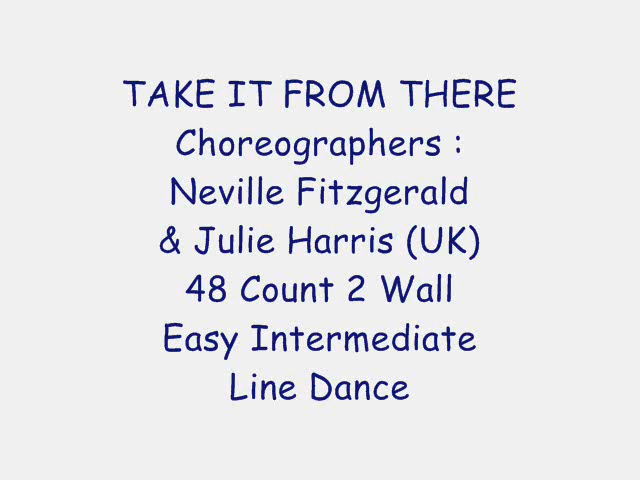 TAKE IT FROM THERE
Choreographers :
Neville Fitzgerald
& Julie Harris (UK)
48 Count 2 Wall
Easy Intermediate
Line Dance